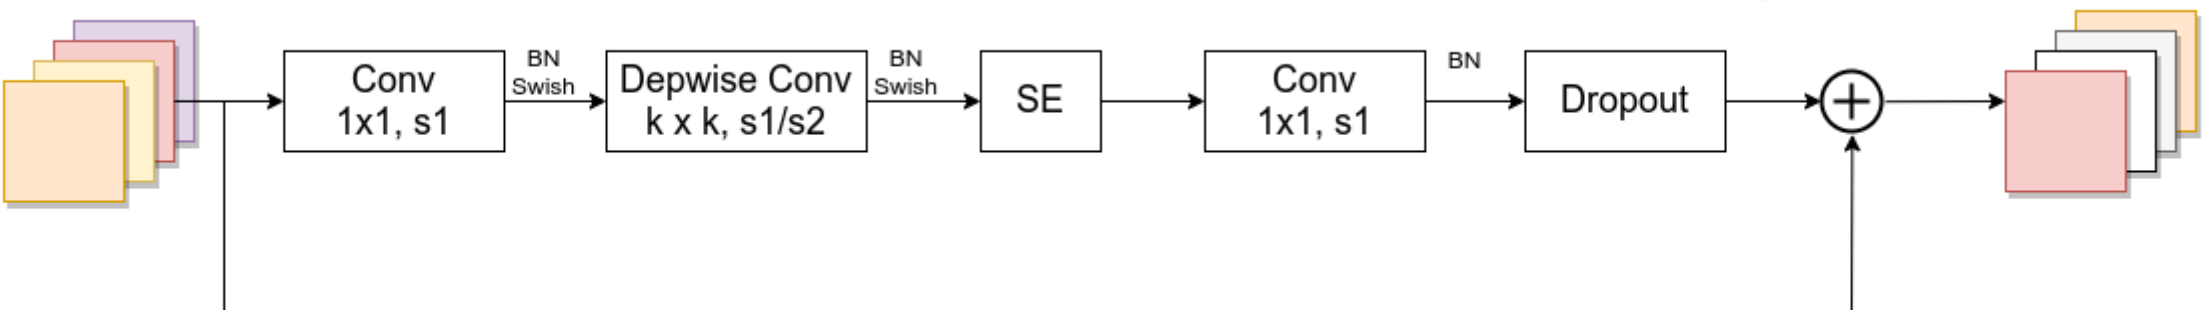 Conv
1x1, s1
BN
Swish
Depwise Conv
k x k, s1/s2
BN
Swish
SE
Conv
1x1, s1
BN
Dropout